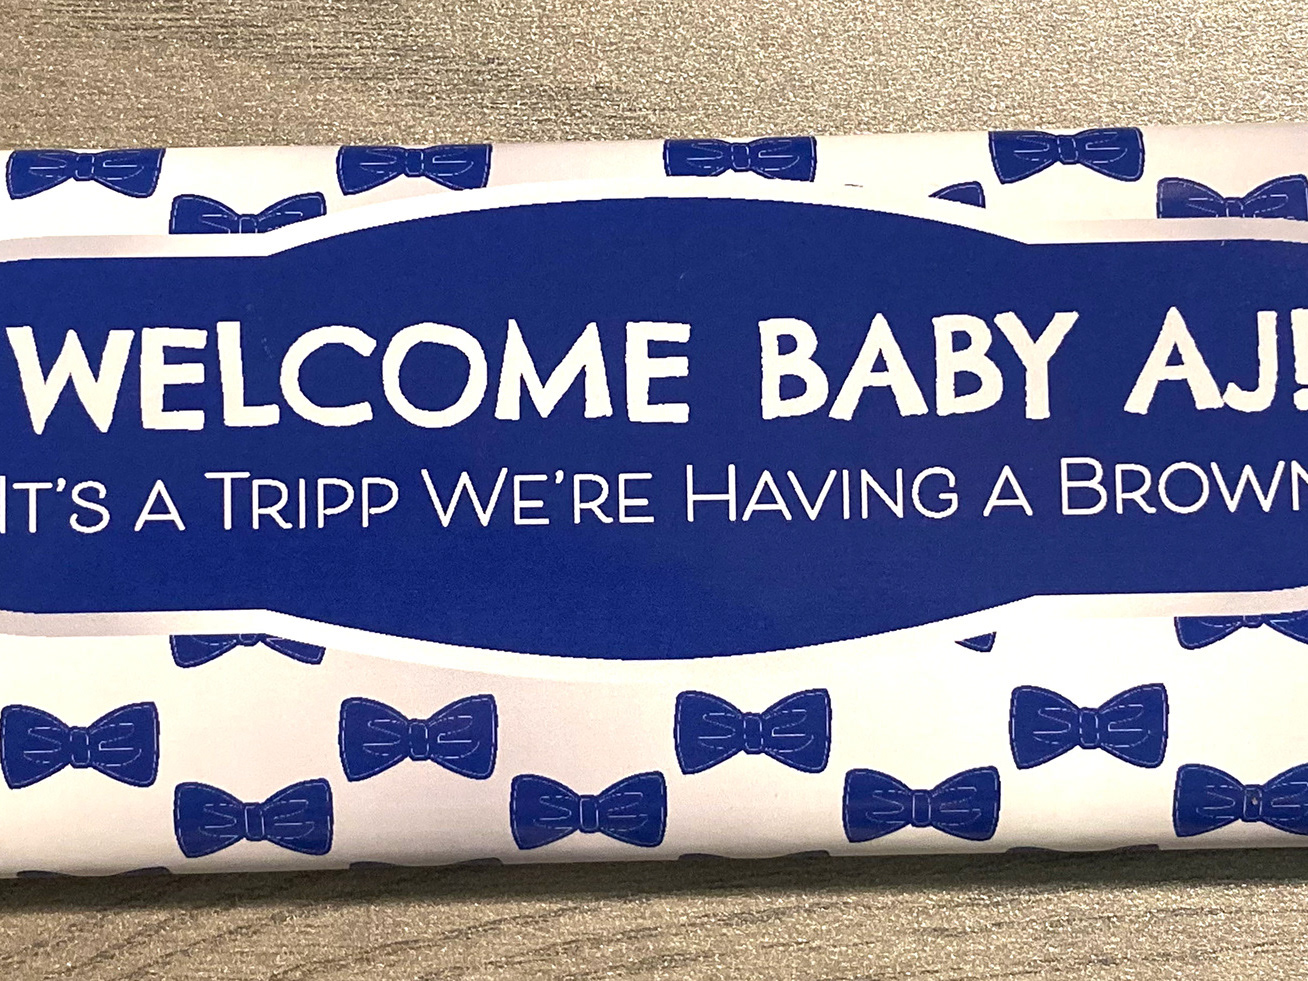 WELCOME BABY AJ!
IT'S A TRIPP WE'RE HAVING A BROWN